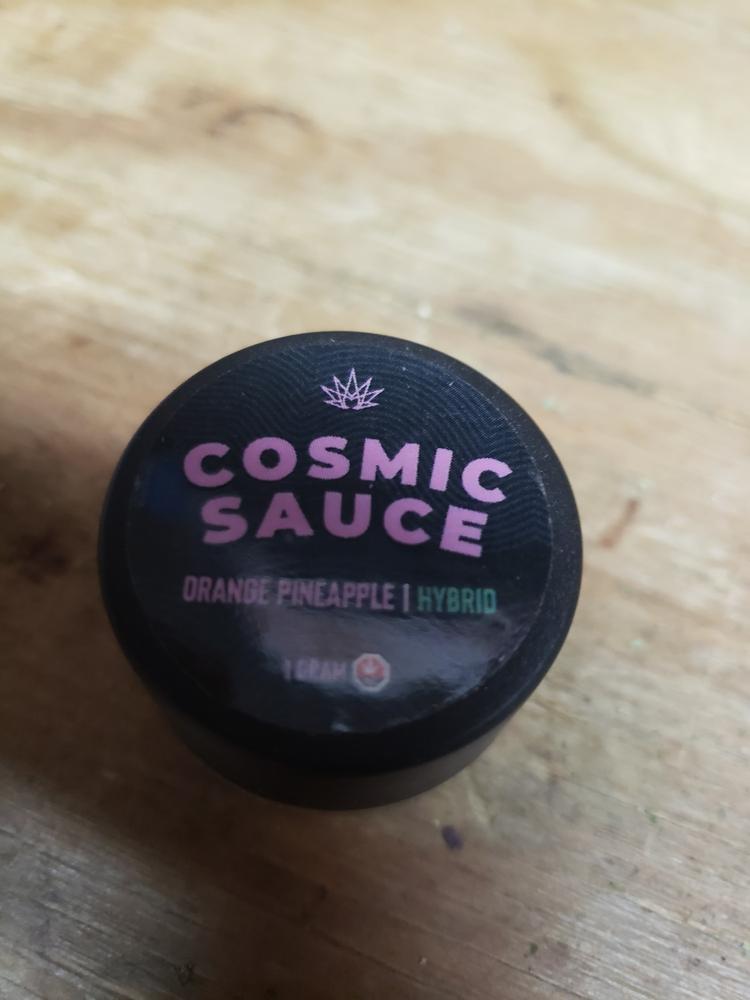 COSMIC
SAUCE
ORANGE PINEAPPLE | HYBRID
1 GRAM